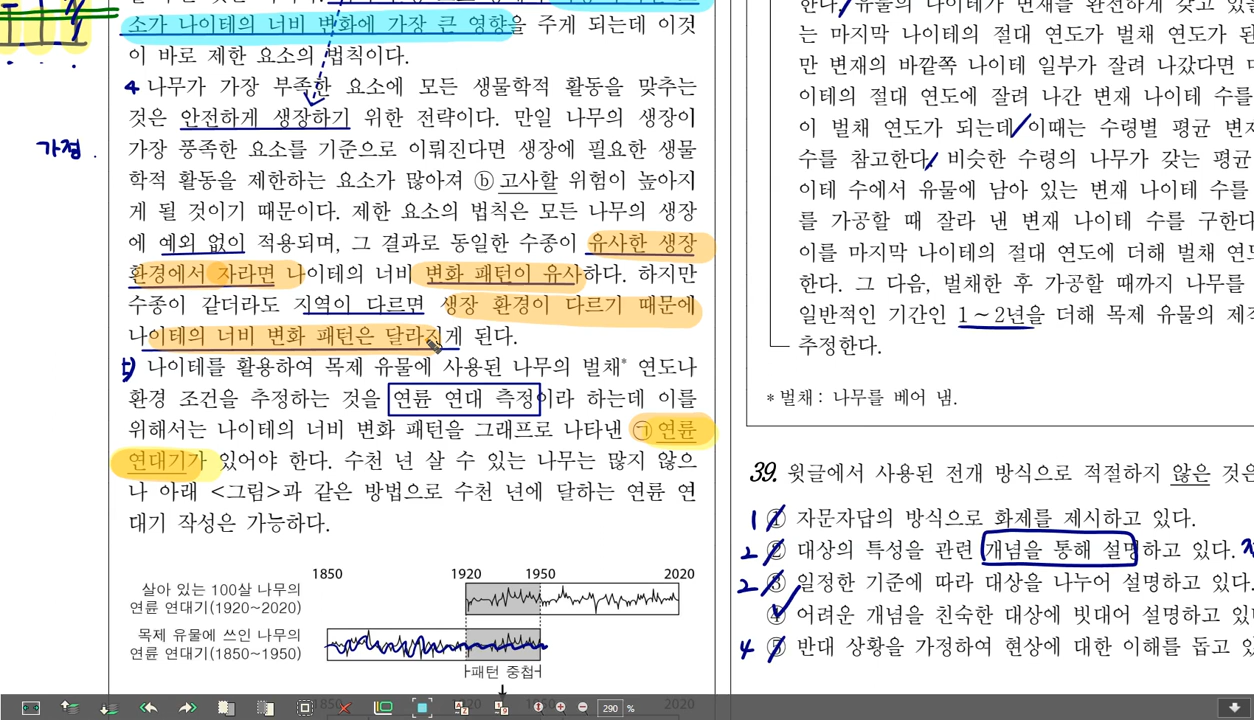 소가 나이테의 너비 변화에 가장 큰 영향을 주게 되는데 이것
이 바로 제한 요소의 법칙이다.
4 나무가 가장 부족한 요소에 모든 생물학적 활동을 맞추는
것은 안전하게 생장하기 위한 전략이다. 만일 나무의 생장이
가정.
가장 풍족한 요소를 기준으로 이뤄진다면 생장에 필요한 생물
학적 활동을 제한하는 요소가 많아져 ⓑ 고사할 위험이 높아지
게 될 것이기 때문이다. 제한 요소의 법칙은 모든 나무의 생장
에 예외 없이 적용되며, 그 결과로 동일한 수종이 유사한 생장
환경에서 자라면 나이테의 너비 변화 패턴이 유사하다. 하지만
수종이 같더라도 지역이 다르면 생장 환경이 다르기 때문에
나이테의 너비 변화 패턴은 달라지게 된다.
5 나이테를 활용하여 목제 유물에 사용된 나무의 벌채* 연도나
환경 조건을 추정하는 것을 연륜 연대 측정이라 하는데 이를
위해서는 나이테의 너비 변화 패턴을 그래프로 나타낸 ㉠ 연륜
연대기가 있어야 한다. 수천 년 살 수 있는 나무는 많지 않으
나 아래 <그림>과 같은 방법으로 수천 년에 달하는 연륜 연
대기 작성은 가능하다.
1850 1920 1950 2020
살아 있는 100살 나무의
연륜 연대기(1920~2020)
목제 유물에 쓰인 나무의
연륜 연대기(1850~1950)
패턴 중첩
1850 2020
한다. 유물의 나이테가 변재를 완전하게 갖고 있을
는 마지막 나이테의 절대 연도가 벌채 연도가 된
만 변재의 바깥쪽 나이테 일부가 잘려 나갔다면 마
이테의 절대 연도에 잘려 나간 변재 나이테 수를
이 벌채 연도가 되는데 이때는 수령별 평균 변재
수를 참고한다. 비슷한 수령의 나무가 갖는 평균
이테 수에서 유물에 남아 있는 변재 나이테 수를
를 가공할 때 잘라 낸 변재 나이테 수를 구한다
이를 마지막 나이테의 절대 연도에 더해 벌채 연도
한다. 그 다음, 벌채한 후 가공할 때까지 나무를
일반적인 기간인 1～2년을 더해 목제 유물의 제작
추정한다.
*벌채: 나무를 베어 냄.
39. 윗글에서 사용된 전개 방식으로 적절하지 않은 것은
1 ① 자문자답의 방식으로 화제를 제시하고 있다.
2 ② 대상의 특성을 관련 개념을 통해 설명하고 있다.
2 ③ 일정한 기준에 따라 대상을 나누어 설명하고 있다.
④ 어려운 개념을 친숙한 대상에 빗대어 설명하고 있다
4 ⑤ 반대 상황을 가정하여 현상에 대한 이해를 돕고 있
290 %